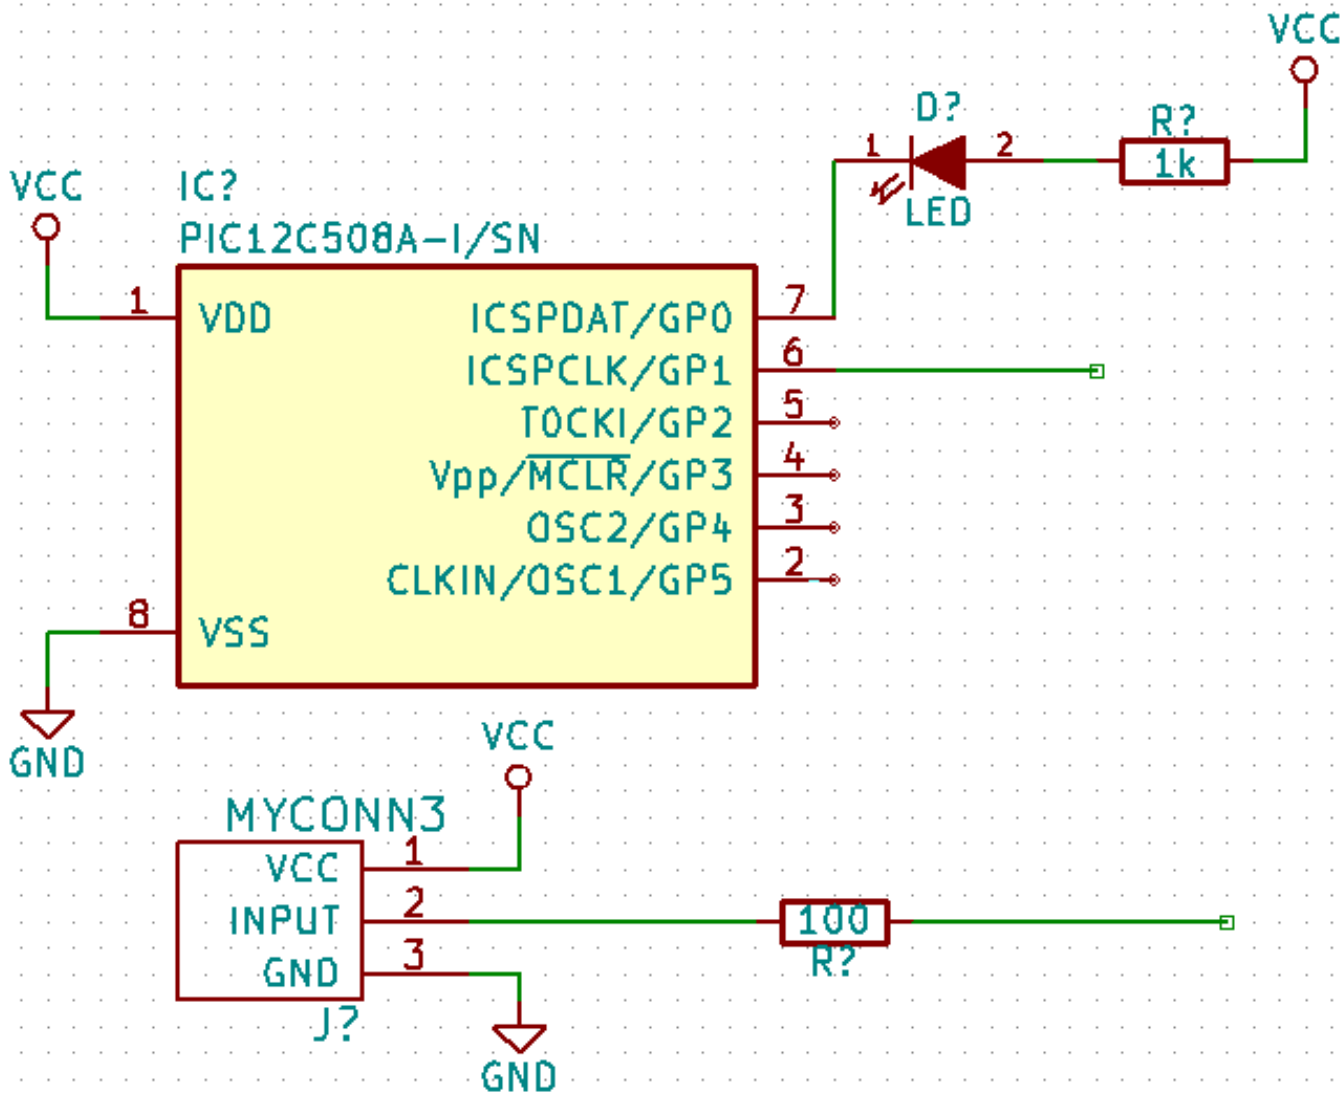 VCC
D?
R?
1
2
1k
LED
VCC
IC?
PIC12C508A-I/SN
1
VDD
ICSPDAT/GP0
7
ICSPCLK/GP1
6
T0CKI/GP2
5
Vpp/MCLR/GP3
4
OSC2/GP4
3
CLKIN/OSC1/GP5
2
8
VSS
GND
VCC
MYCONN3
VCC
1
INPUT
2
100
R?
GND
3
J?
GND